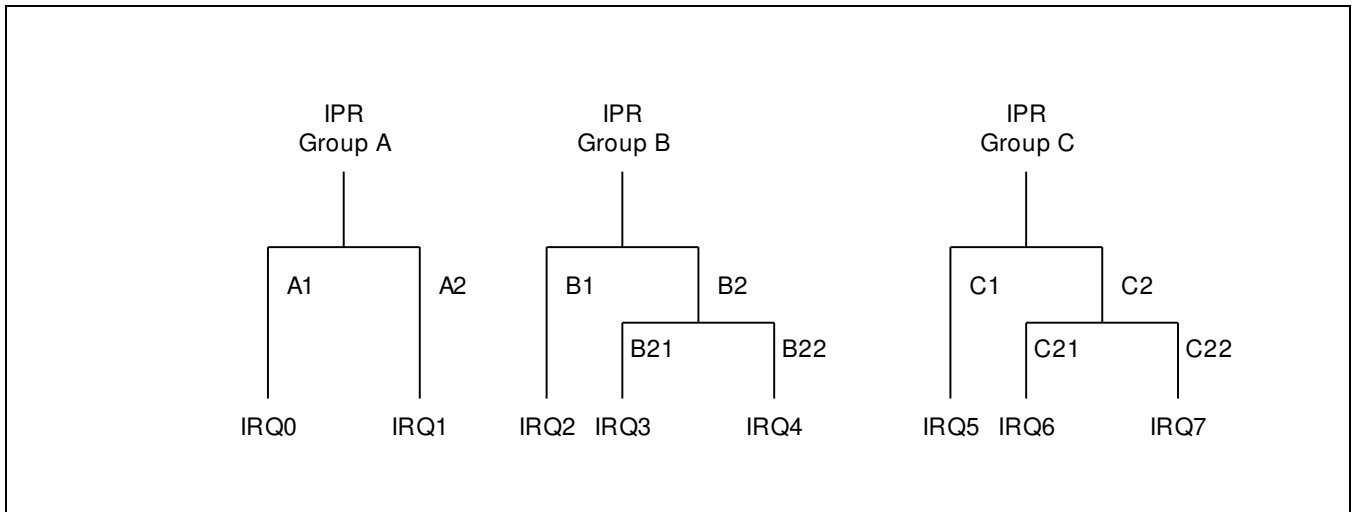 IPR
Group A
IPR
Group B
IPR
Group C
A1
A2
B1
B2
C1
C2
B21
B22
C21
C22
IRQ0
IRQ1
IRQ2
IRQ3
IRQ4
IRQ5
IRQ6
IRQ7